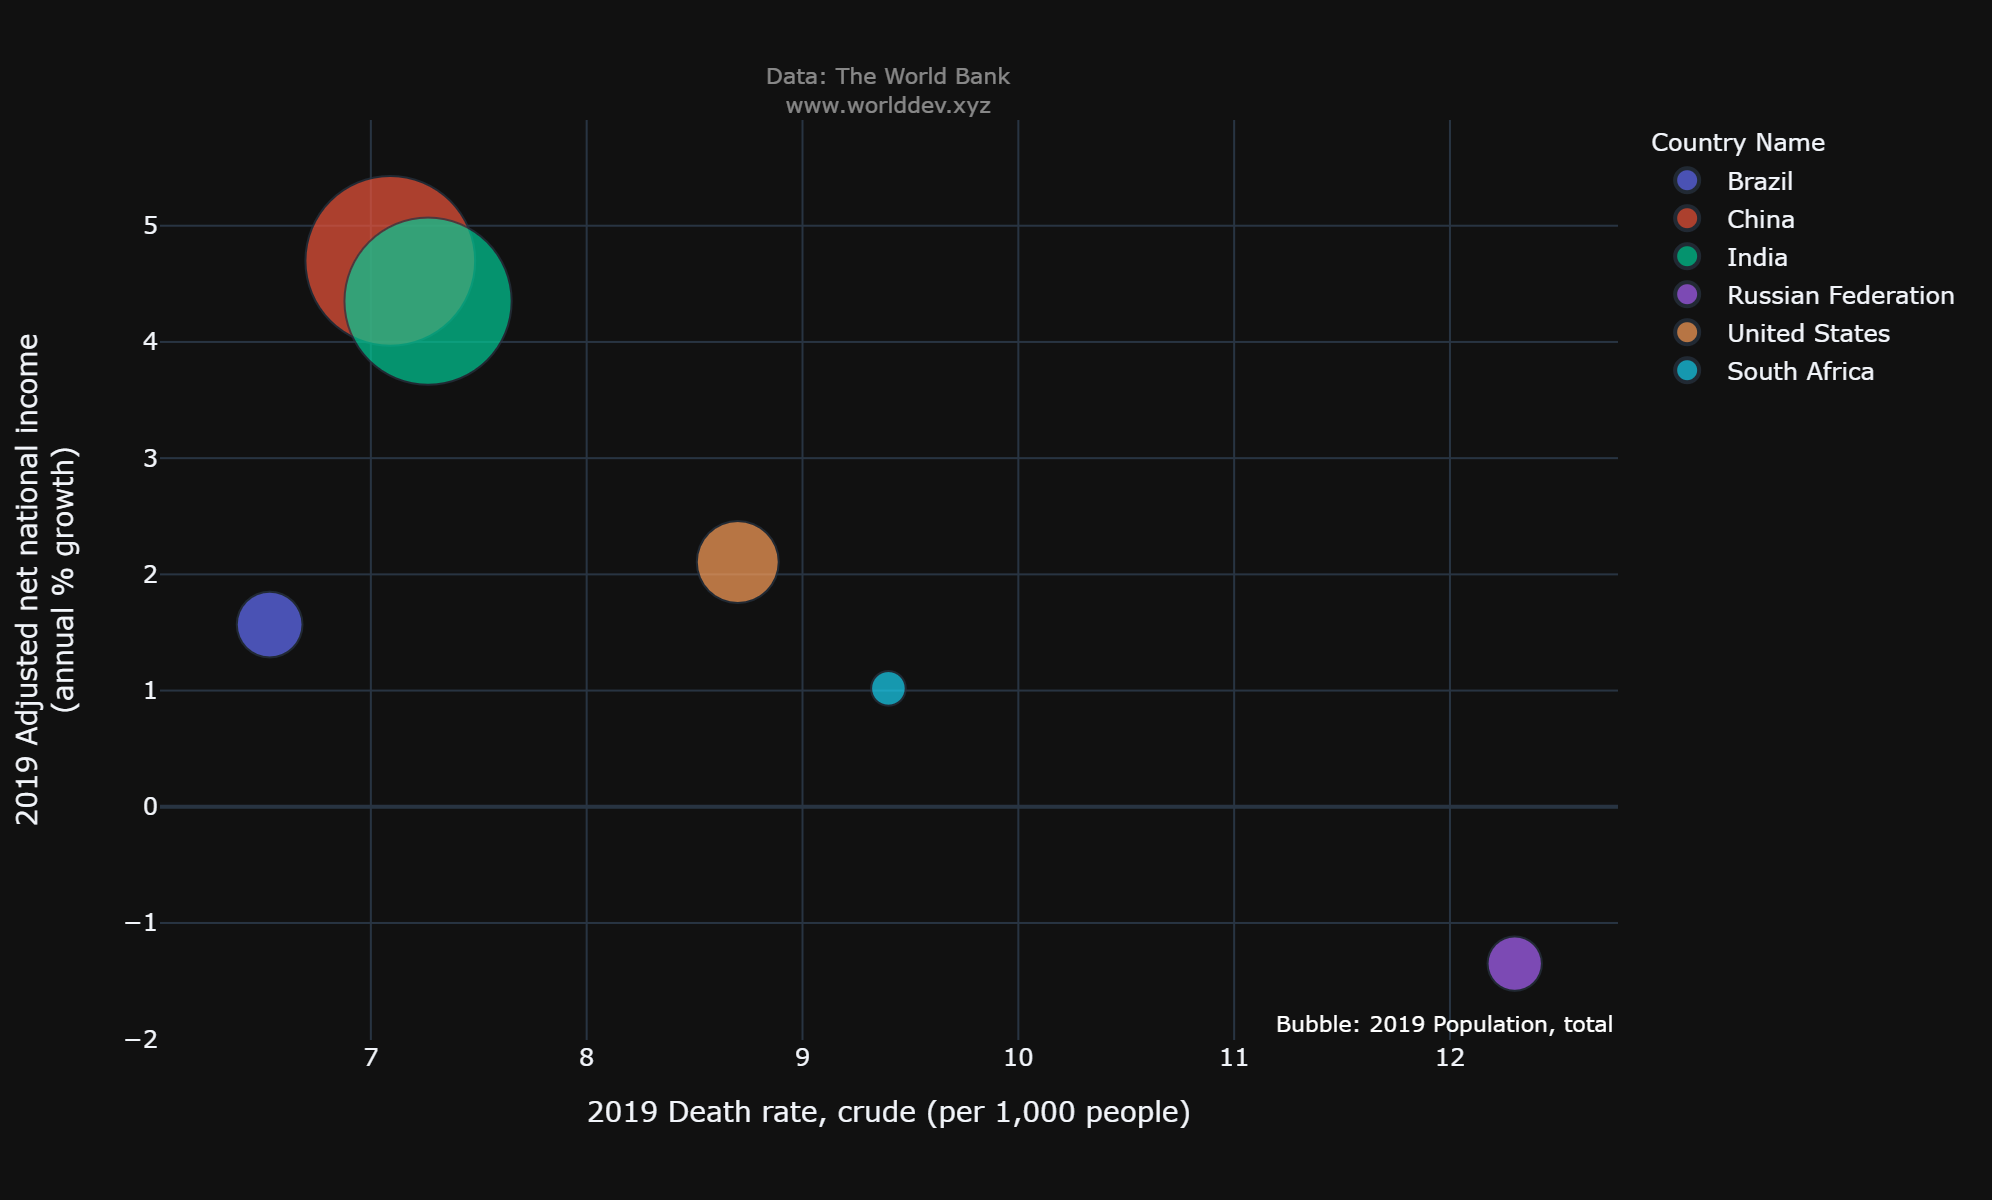 Data: The World Bank
www.worlddev.xyz
Country Name
Brazil
China
India
Russian Federation
United States
South Africa
2019 Adjusted net national income
(annual % growth)
5
4
3
2
1
0
−1
−2
Bubble: 2019 Population, total
7
8
9
10
11
12
2019 Death rate, crude (per 1,000 people)